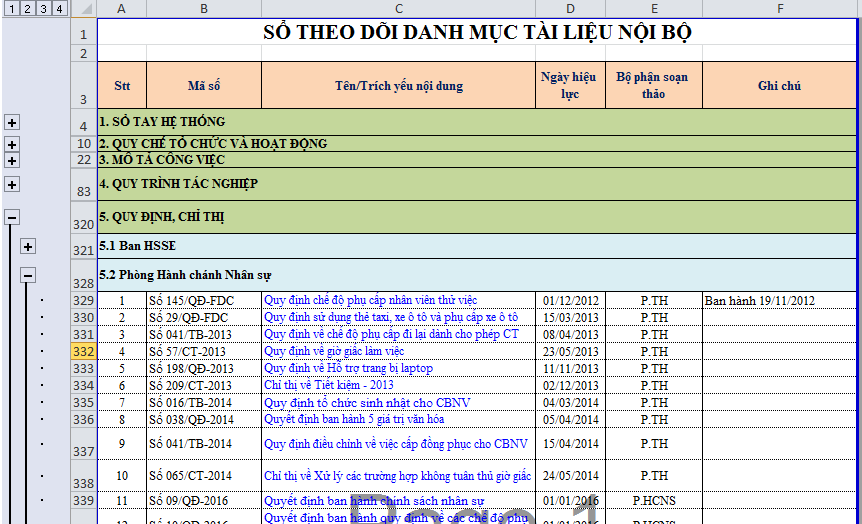 1 2 3 4
A B C D E F
1 SỔ THEO DÕI DANH MỤC TÀI LIỆU NỘI BỘ
2
3 Stt Mã số Tên/Trích yếu nội dung Ngày hiệu lực Bộ phận soạn thảo Ghi chú
4 1. SỔ TAY HỆ THỐNG
10 2. QUY CHẾ TỔ CHỨC VÀ HOẠT ĐỘNG
22 3. MÔ TẢ CÔNG VIỆC
83 4. QUY TRÌNH TÁC NGHIỆP
320 5. QUY ĐỊNH, CHỈ THỊ
321 5.1 Ban HSSE
328 5.2 Phòng Hành chánh Nhân sự
329 1 Số 145/QĐ-FDC Quy định chế độ phụ cấp nhân viên thử việc 01/12/2012 P.TH Ban hành 19/11/2012
330 2 Số 29/QĐ-FDC Quy định sử dụng thẻ taxi, xe ô tô và phụ cấp xe ô tô 15/03/2013 P.TH
331 3 Số 041/TB-2013 Quy định về chế độ phụ cấp đi lại dành cho phép CT 08/04/2013 P.TH
332 4 Số 57/CT-2013 Quy định về giờ giấc làm việc 23/05/2013 P.TH
333 5 Số 198/QĐ-2013 Quy định về Hỗ trợ trang bị laptop 11/11/2013 P.TH
334 6 Số 209/CT-2013 Chỉ thị về Tiết kiệm - 2013 02/12/2013 P.TH
335 7 Số 016/TB-2014 Quy định tổ chức sinh nhật cho CBNV 04/03/2014 P.TH
336 8 Số 038/QĐ-2014 Quyết định ban hành 5 giá trị văn hóa 05/04/2014 P.TH
337 9 Số 041/TB-2014 Quy định điều chỉnh về việc cấp đồng phục cho CBNV 15/04/2014 P.TH
338 10 Số 065/CT-2014 Chỉ thị về Xử lý các trường hợp không tuân thủ giờ giấc 24/05/2014 P.TH
339 11 Số 09/QĐ-2016 Quyết định ban hành chính sách nhân sự 01/01/2016 P.HCNS
Quyết định ban hành quy định về các chế độ phụ
Page 1